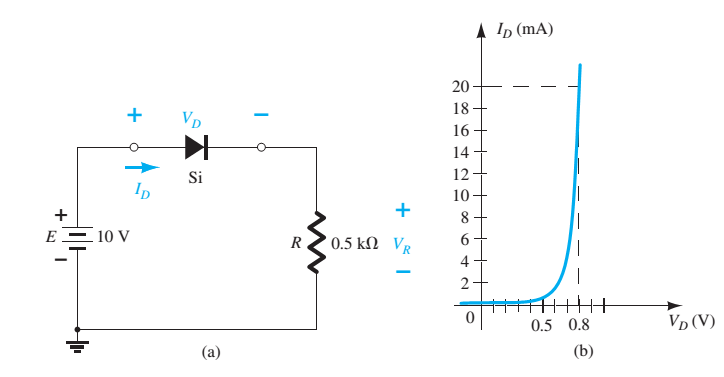 + V_D −
I_D
Si
+
E 10 V
−
R 0.5 kΩ
+
V_R
−
(a)
I_D (mA)
20
18
16
14
12
10
8
6
4
2
0
0.5 0.8
V_D (V)
(b)